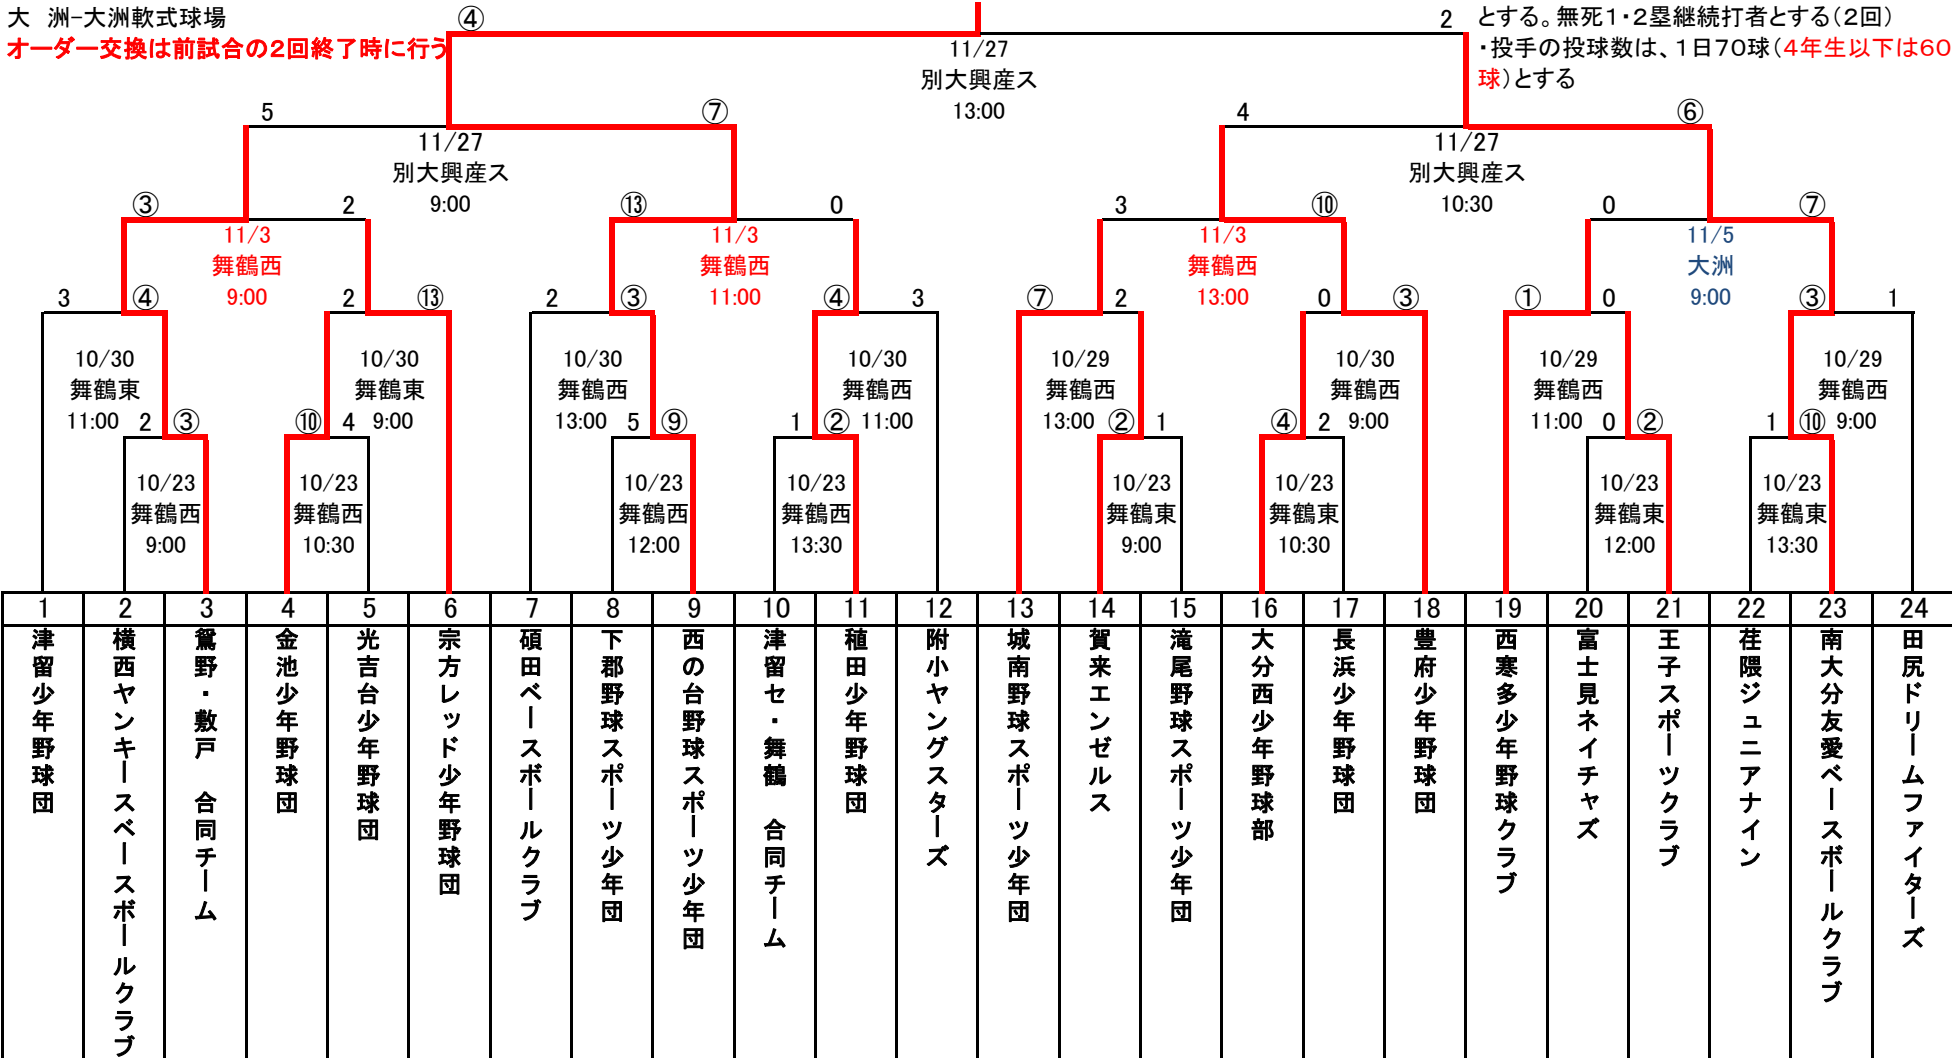 大　洲-大洲軟式球場
オーダー交換は前試合の2回終了時に行う
とする。無死1・2塁継続打者とする(2回)
・投手の投球数は、1日70球(4年生以下は60
球)とする
④
2
11/27
別大興産ス
13:00
5
⑦
11/27
別大興産ス
9:00
4
⑥
11/27
別大興産ス
10:30
③
2
11/3
舞鶴西
9:00
⑬
0
11/3
舞鶴西
11:00
3
⑩
11/3
舞鶴西
13:00
0
⑦
11/5
大洲
9:00
3
④
10/30
舞鶴東
11:00
2
⑬
10/30
舞鶴東
9:00
2
③
10/30
舞鶴西
13:00
④
3
10/30
舞鶴西
11:00
⑦
2
10/29
舞鶴西
13:00
0
③
10/30
舞鶴西
9:00
①
0
10/29
舞鶴西
11:00
③
1
10/29
舞鶴西
9:00
2
③
10/23
舞鶴西
9:00
⑩
4
10/23
舞鶴西
10:30
5
⑨
10/23
舞鶴西
12:00
1
②
10/23
舞鶴西
13:30
②
1
10/23
舞鶴東
9:00
④
2
10/23
舞鶴東
10:30
0
②
10/23
舞鶴東
12:00
1
⑩
10/23
舞鶴東
13:30
1
津留少年野球団
2
横西ヤンキースベースボールクラブ
3
鴛野・敷戸　合同チーム
4
金池少年野球団
5
光吉台少年野球団
6
宗方レッド少年野球団
7
碩田ベースボールクラブ
8
下郡野球スポーツ少年団
9
西の台野球スポーツ少年団
10
津留セ・舞鶴　合同チーム
11
稙田少年野球団
12
附小ヤングスターズ
13
城南野球スポーツ少年団
14
賀来エンゼルス
15
滝尾野球スポーツ少年団
16
大分西少年野球部
17
長浜少年野球団
18
豊府少年野球団
19
西寒多少年野球クラブ
20
富士見ネイチャズ
21
王子スポーツクラブ
22
荏隈ジュニアナイン
23
南大分友愛ベースボールクラブ
24
田尻ドリームファイターズ